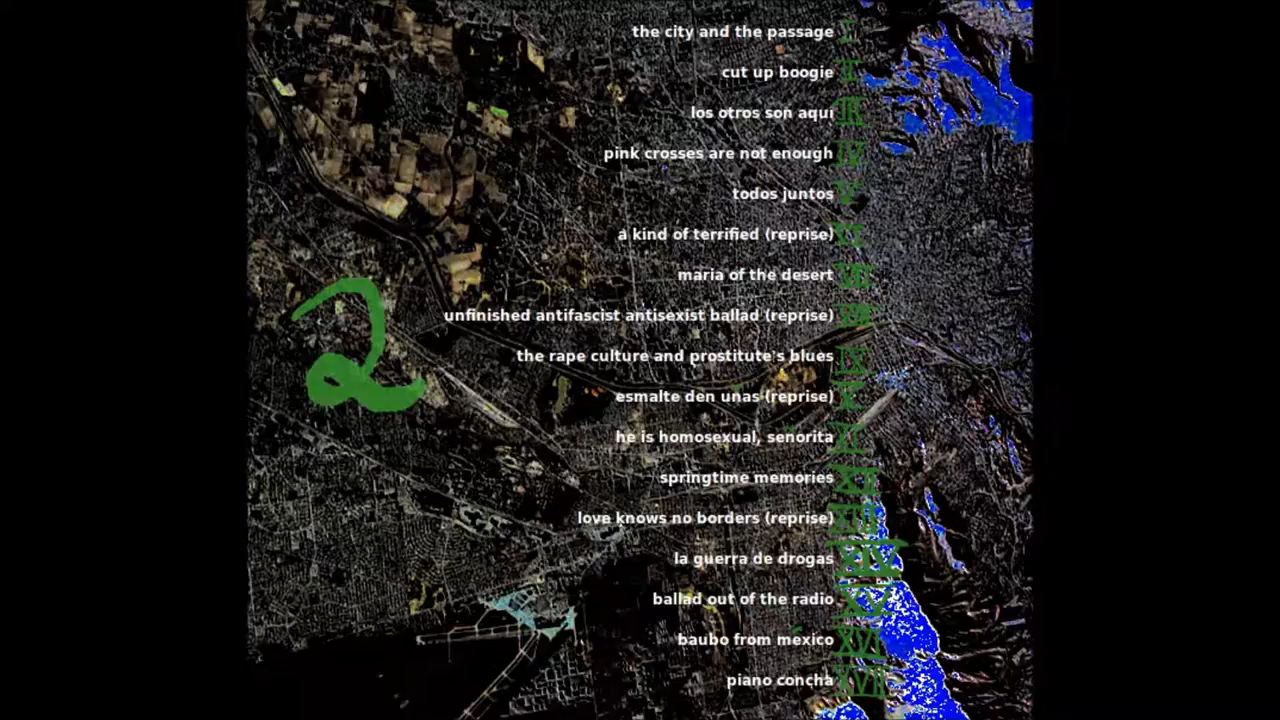 the city and the passage I
cut up boogie II
los otros son aqui III
pink crosses are not enough IV
todos juntos V
a kind of terrified (reprise) VI
maria of the desert VII
unfinished antifascist antisexist ballad (reprise) VIII
2
the rape culture and prostitute's blues IX
esmalte den unas (reprise) X
he is homosexual, senorita XI
springtime memories XII
love knows no borders (reprise) XIII
la guerra de drogas XIV
ballad out of the radio XV
baubo from mexico XVI
piano concha XVII